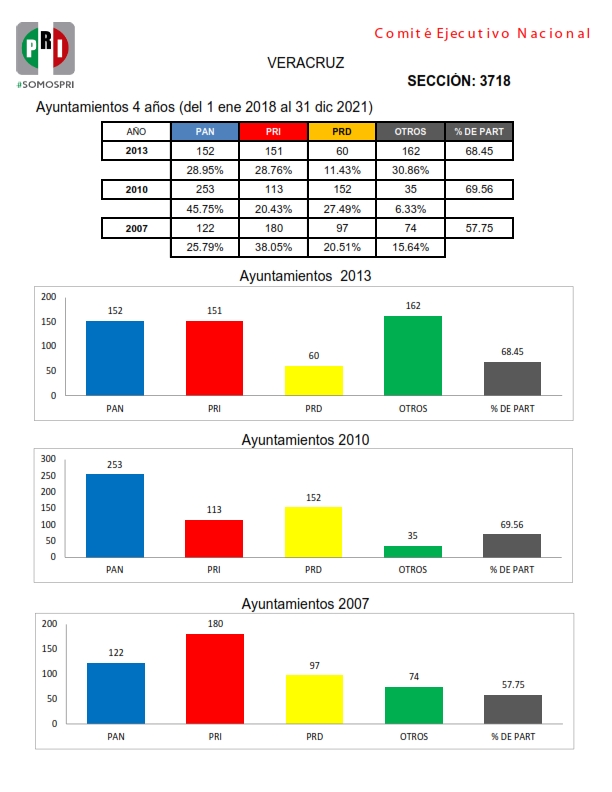 Comité Ejecutivo Nacional
PRI
#SOMOSPRI
VERACRUZ
SECCIÓN: 3718
Ayuntamientos 4 años (del 1 ene 2018 al 31 dic 2021)
AÑO PAN PRI PRD OTROS % DE PART
2013 152 151 60 162 68.45
28.95% 28.76% 11.43% 30.86%
2010 253 113 152 35 69.56
45.75% 20.43% 27.49% 6.33%
2007 122 180 97 74 57.75
25.79% 38.05% 20.51% 15.64%
Ayuntamientos 2013
200
150
100
50
0
152 151 60 162 68.45
PAN PRI PRD OTROS % DE PART
Ayuntamientos 2010
300
250
200
150
100
50
0
253 113 152 35 69.56
PAN PRI PRD OTROS % DE PART
Ayuntamientos 2007
200
150
100
50
0
122 180 97 74 57.75
PAN PRI PRD OTROS % DE PART